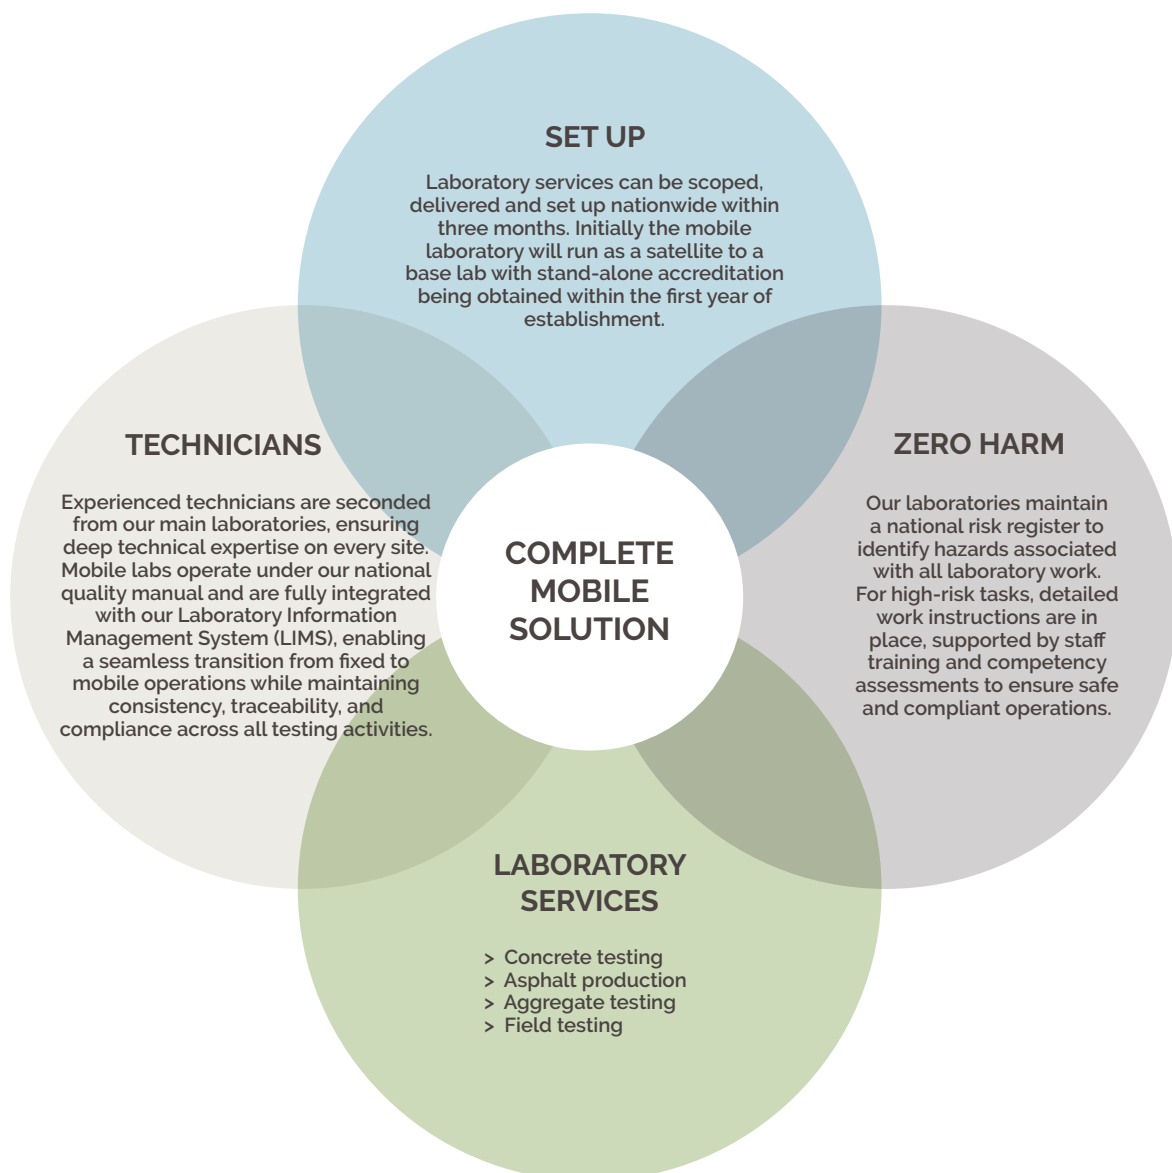 SET UP
Laboratory services can be scoped,
delivered and set up nationwide within
three months. Initially the mobile
laboratory will run as a satellite to a
base lab with stand-alone accreditation
being obtained within the first year of
establishment.
TECHNICIANS
Experienced technicians are seconded
from our main laboratories, ensuring
deep technical expertise on every site.
Mobile labs operate under our national
quality manual and are fully integrated
with our Laboratory Information
Management System (LIMS), enabling
a seamless transition from fixed to
mobile operations while maintaining
consistency, traceability, and
compliance across all testing activities.
COMPLETE
MOBILE
SOLUTION
ZERO HARM
Our laboratories maintain
a national risk register to
identify hazards associated
with all laboratory work.
For high-risk tasks, detailed
work instructions are in
place, supported by staff
training and competency
assessments to ensure safe
and compliant operations.
LABORATORY
SERVICES
> Concrete testing
> Asphalt production
> Aggregate testing
> Field testing